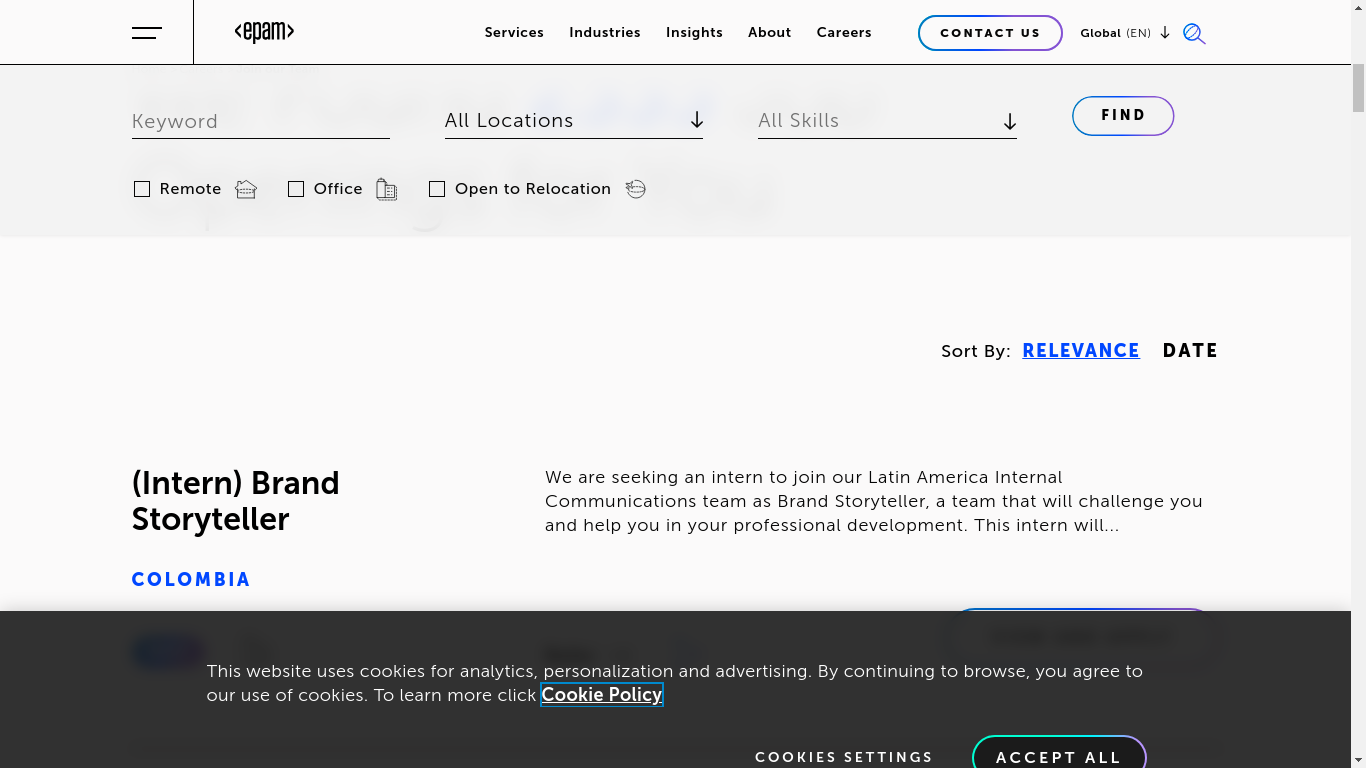 <epam>
Services Industries Insights About Careers CONTACT US Global (EN)
Keyword All Locations All Skills FIND
Remote Office Open to Relocation
Sort By: RELEVANCE DATE
(Intern) Brand
Storyteller
We are seeking an intern to join our Latin America Internal
Communications team as Brand Storyteller, a team that will challenge you
and help you in your professional development. This intern will...
COLOMBIA
This website uses cookies for analytics, personalization and advertising. By continuing to browse, you agree to
our use of cookies. To learn more click Cookie Policy
COOKIES SETTINGS ACCEPT ALL